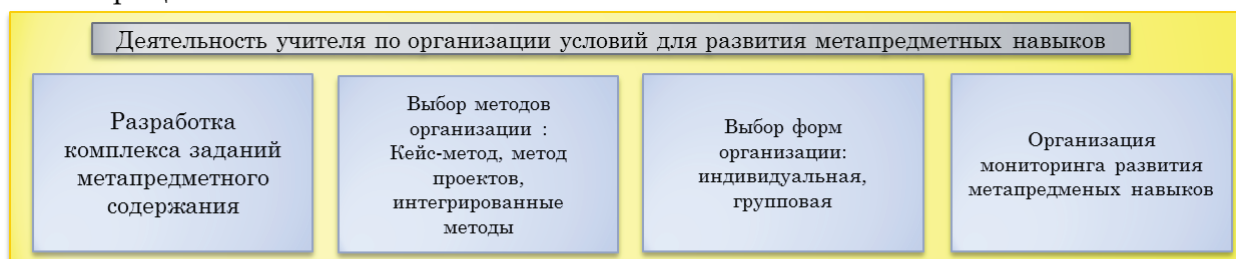 Деятельность учителя по организации условий для развития метапредметных навыков
Разработка
комплекса заданий
метапредметного
содержания
Выбор методов
организации :
Кейс-метод, метод
проектов,
интегрированные
методы
Выбор форм
организации:
индивидуальная,
групповая
Организация
мониторинга развития
метапредменых навыков